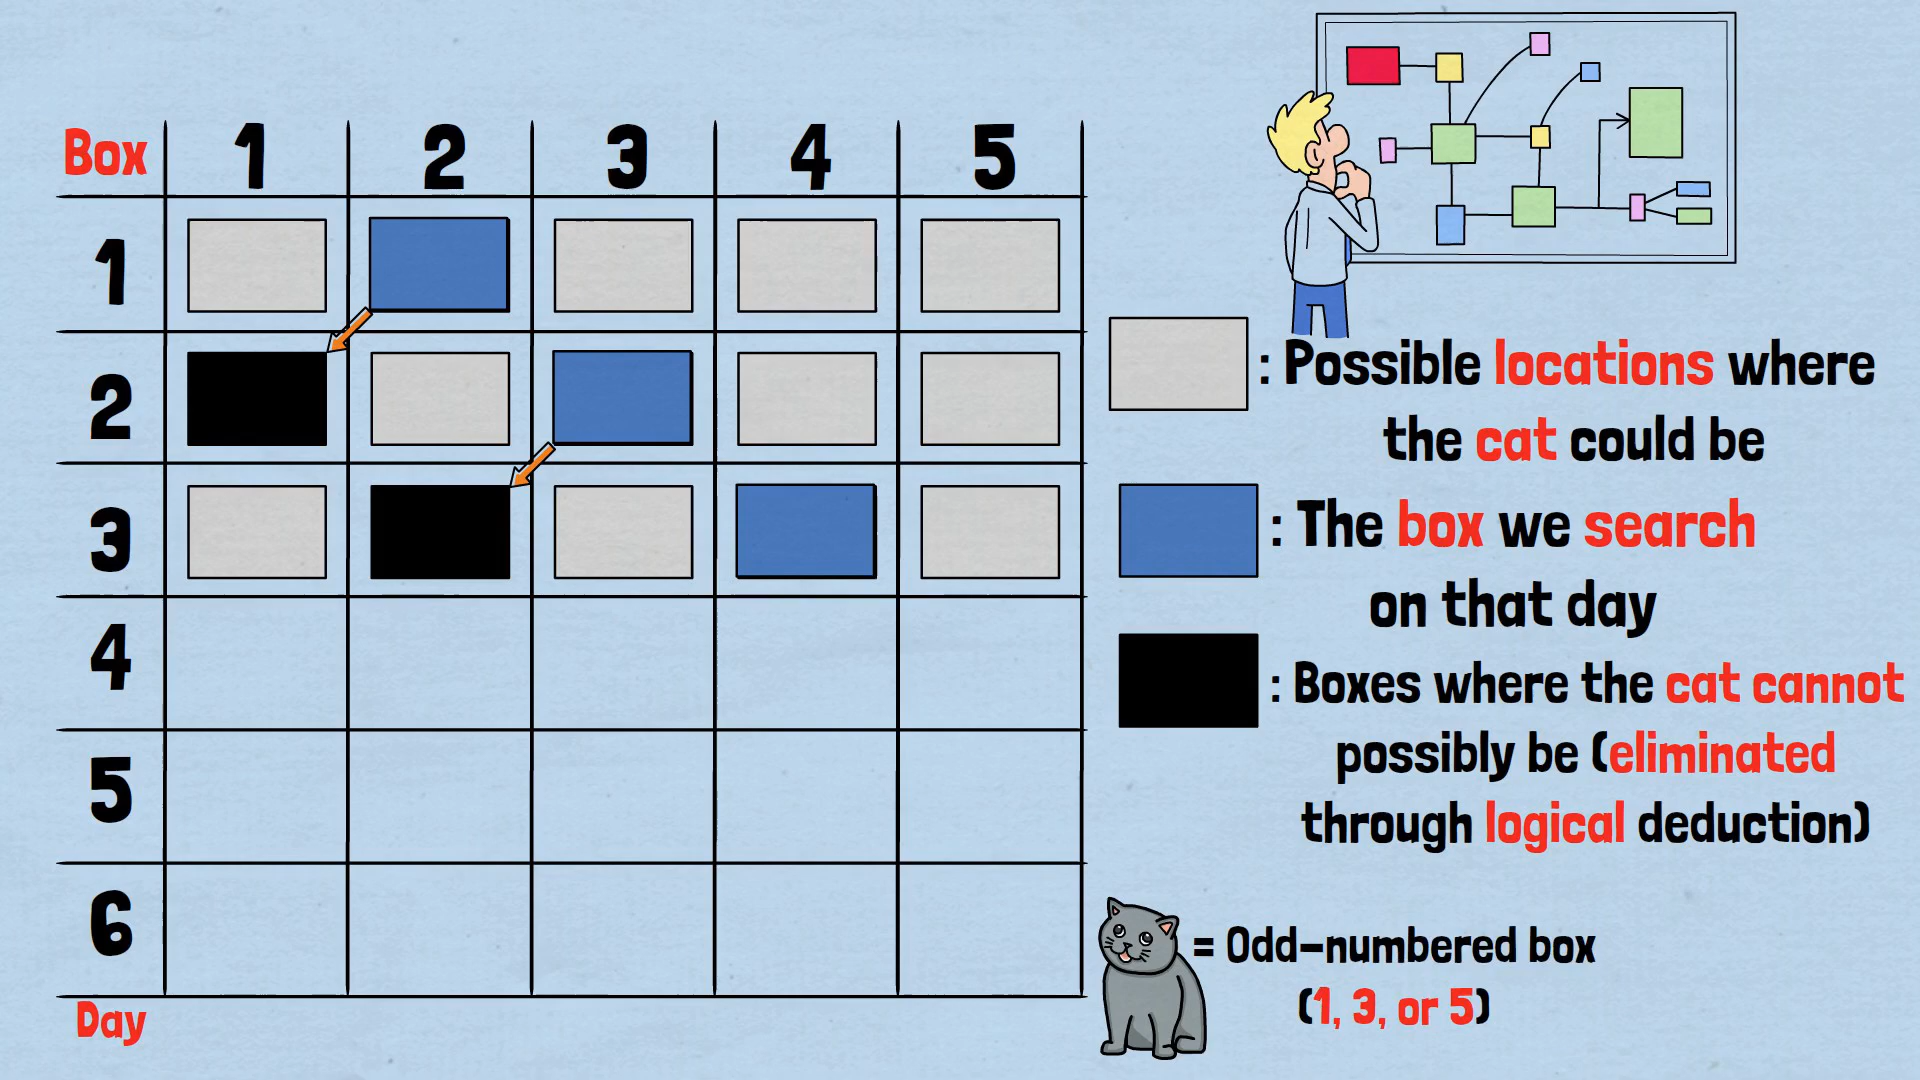 Box 1 2 3 4 5
1
2
3
4
5
6
Day
: Possible locations where
the cat could be
: The box we search
on that day
: Boxes where the cat cannot
possibly be (eliminated
through logical deduction)
= Odd-numbered box
(1, 3, or 5)